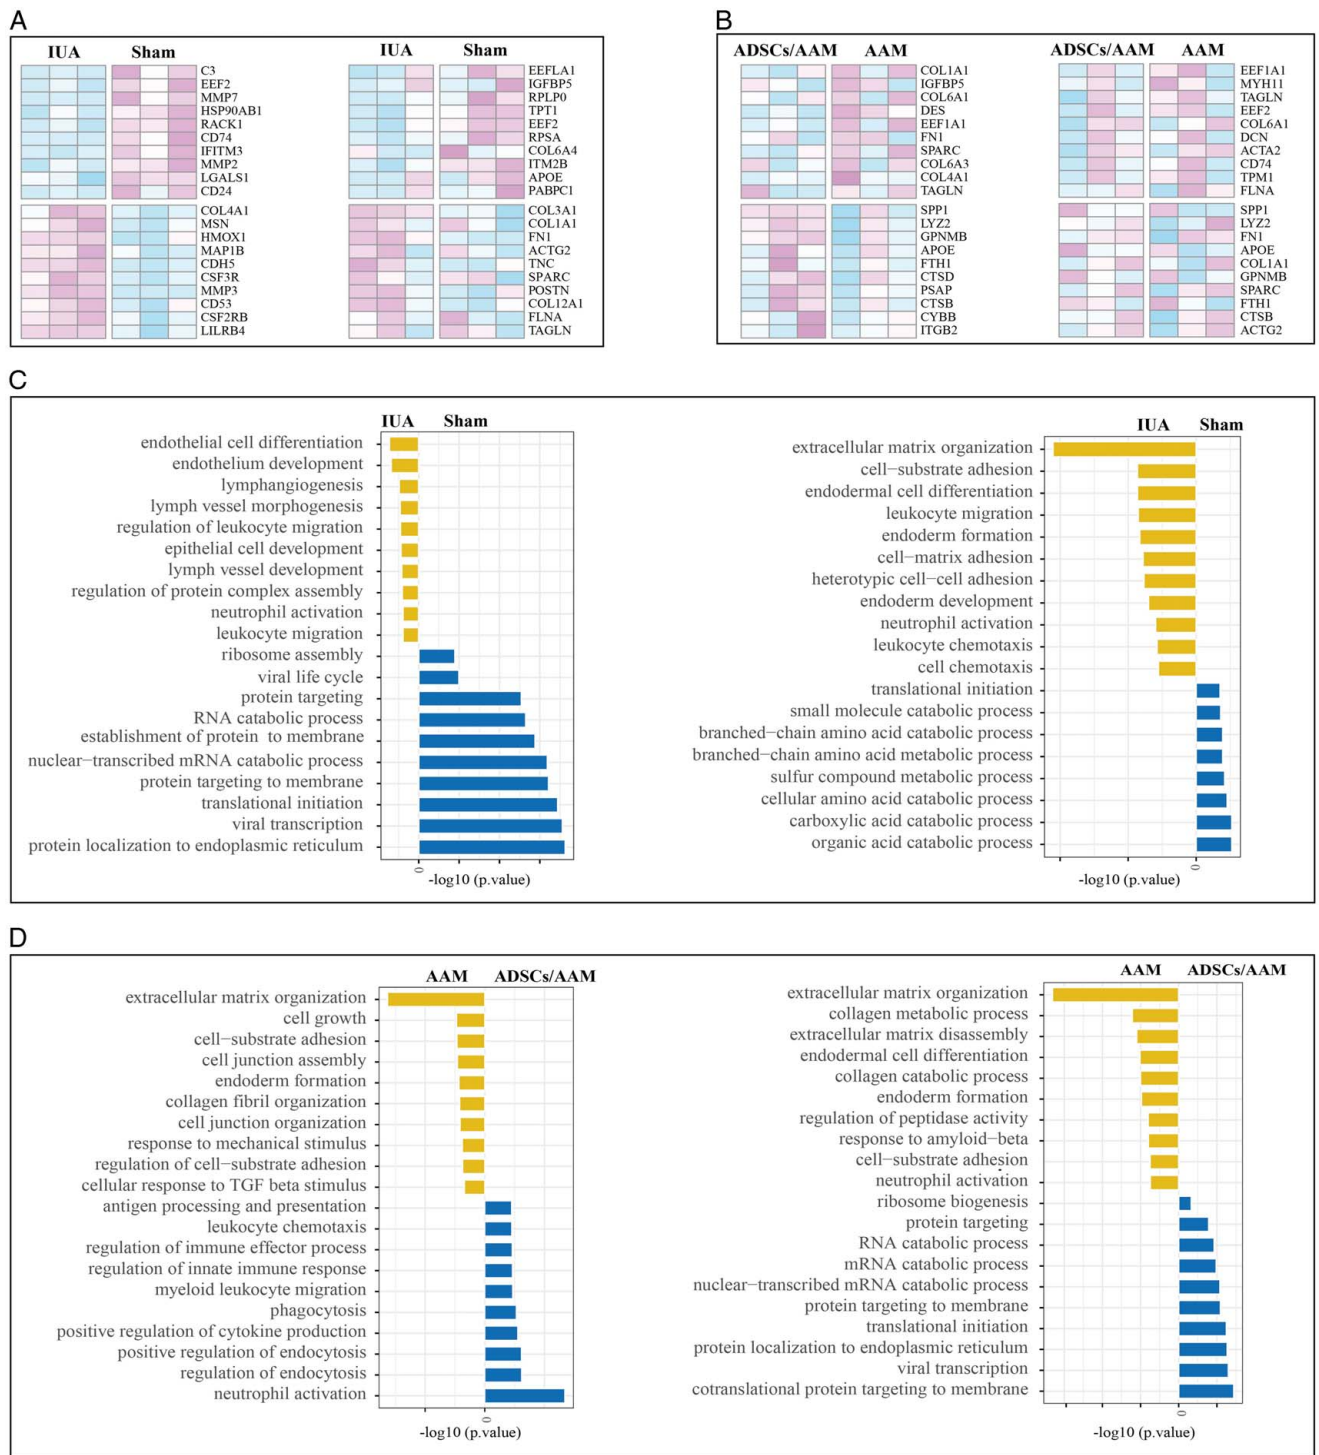 A
IUA
Sham
C3
EEF2
MMP7
HSP90AB1
RACK1
CD74
IFITM3
MMP2
LGALS1
CD24
COL4A1
MSN
HMOX1
MAP1B
CDH5
CSF3R
MMP3
CD53
CSF2RB
LILRB4
IUA
Sham
EEFLA1
IGFBP5
RPLP0
TPT1
EEF2
RPSA
COL6A4
ITM2B
APOE
PABPC1
COL3A1
COL1A1
FN1
ACTG2
TNC
SPARC
POSTN
COL12A1
FLNA
TAGLN
B
ADSCs/AAM
AAM
COL1A1
IGFBP5
COL6A1
DES
EEF1A1
FN1
SPARC
COL6A3
COL4A1
TAGLN
SPP1
LYZ2
GPNMB
APOE
FTH1
CTSD
PSAP
CTSB
CYBB
ITGB2
ADSCs/AAM
AAM
EEF1A1
MYH11
TAGLN
EEF2
COL6A1
DCN
ACTA2
CD74
TPM1
FLNA
SPP1
LYZ2
FN1
APOE
COL1A1
GPNMB
SPARC
FTH1
CTSB
ACTG2
C
IUA
Sham
endothelial cell differentiation
endothelium development
lymphangiogenesis
lymph vessel morphogenesis
regulation of leukocyte migration
epithelial cell development
lymph vessel development
regulation of protein complex assembly
neutrophil activation
leukocyte migration
ribosome assembly
viral life cycle
protein targeting
RNA catabolic process
establishment of protein to membrane
nuclear−transcribed mRNA catabolic process
protein targeting to membrane
translational initiation
viral transcription
protein localization to endoplasmic reticulum
0
-log10 (p.value)
IUA
Sham
extracellular matrix organization
cell−substrate adhesion
endodermal cell differentiation
leukocyte migration
endoderm formation
cell−matrix adhesion
heterotypic cell−cell adhesion
endoderm development
neutrophil activation
leukocyte chemotaxis
cell chemotaxis
translational initiation
small molecule catabolic process
branched−chain amino acid catabolic process
branched−chain amino acid metabolic process
sulfur compound metabolic process
cellular amino acid catabolic process
carboxylic acid catabolic process
organic acid catabolic process
0
-log10 (p.value)
D
AAM
ADSCs/AAM
extracellular matrix organization
cell growth
cell−substrate adhesion
cell junction assembly
endoderm formation
collagen fibril organization
cell junction organization
response to mechanical stimulus
regulation of cell−substrate adhesion
cellular response to TGF beta stimulus
antigen processing and presentation
leukocyte chemotaxis
regulation of immune effector process
regulation of innate immune response
myeloid leukocyte migration
phagocytosis
positive regulation of cytokine production
positive regulation of endocytosis
regulation of endocytosis
neutrophil activation
0
-log10 (p.value)
AAM
ADSCs/AAM
extracellular matrix organization
collagen metabolic process
extracellular matrix disassembly
endodermal cell differentiation
collagen catabolic process
endoderm formation
regulation of peptidase activity
response to amyloid−beta
cell−substrate adhesion
neutrophil activation
ribosome biogenesis
protein targeting
RNA catabolic process
mRNA catabolic process
nuclear−transcribed mRNA catabolic process
protein targeting to membrane
translational initiation
protein localization to endoplasmic reticulum
viral transcription
cotranslational protein targeting to membrane
0
-log10 (p.value)